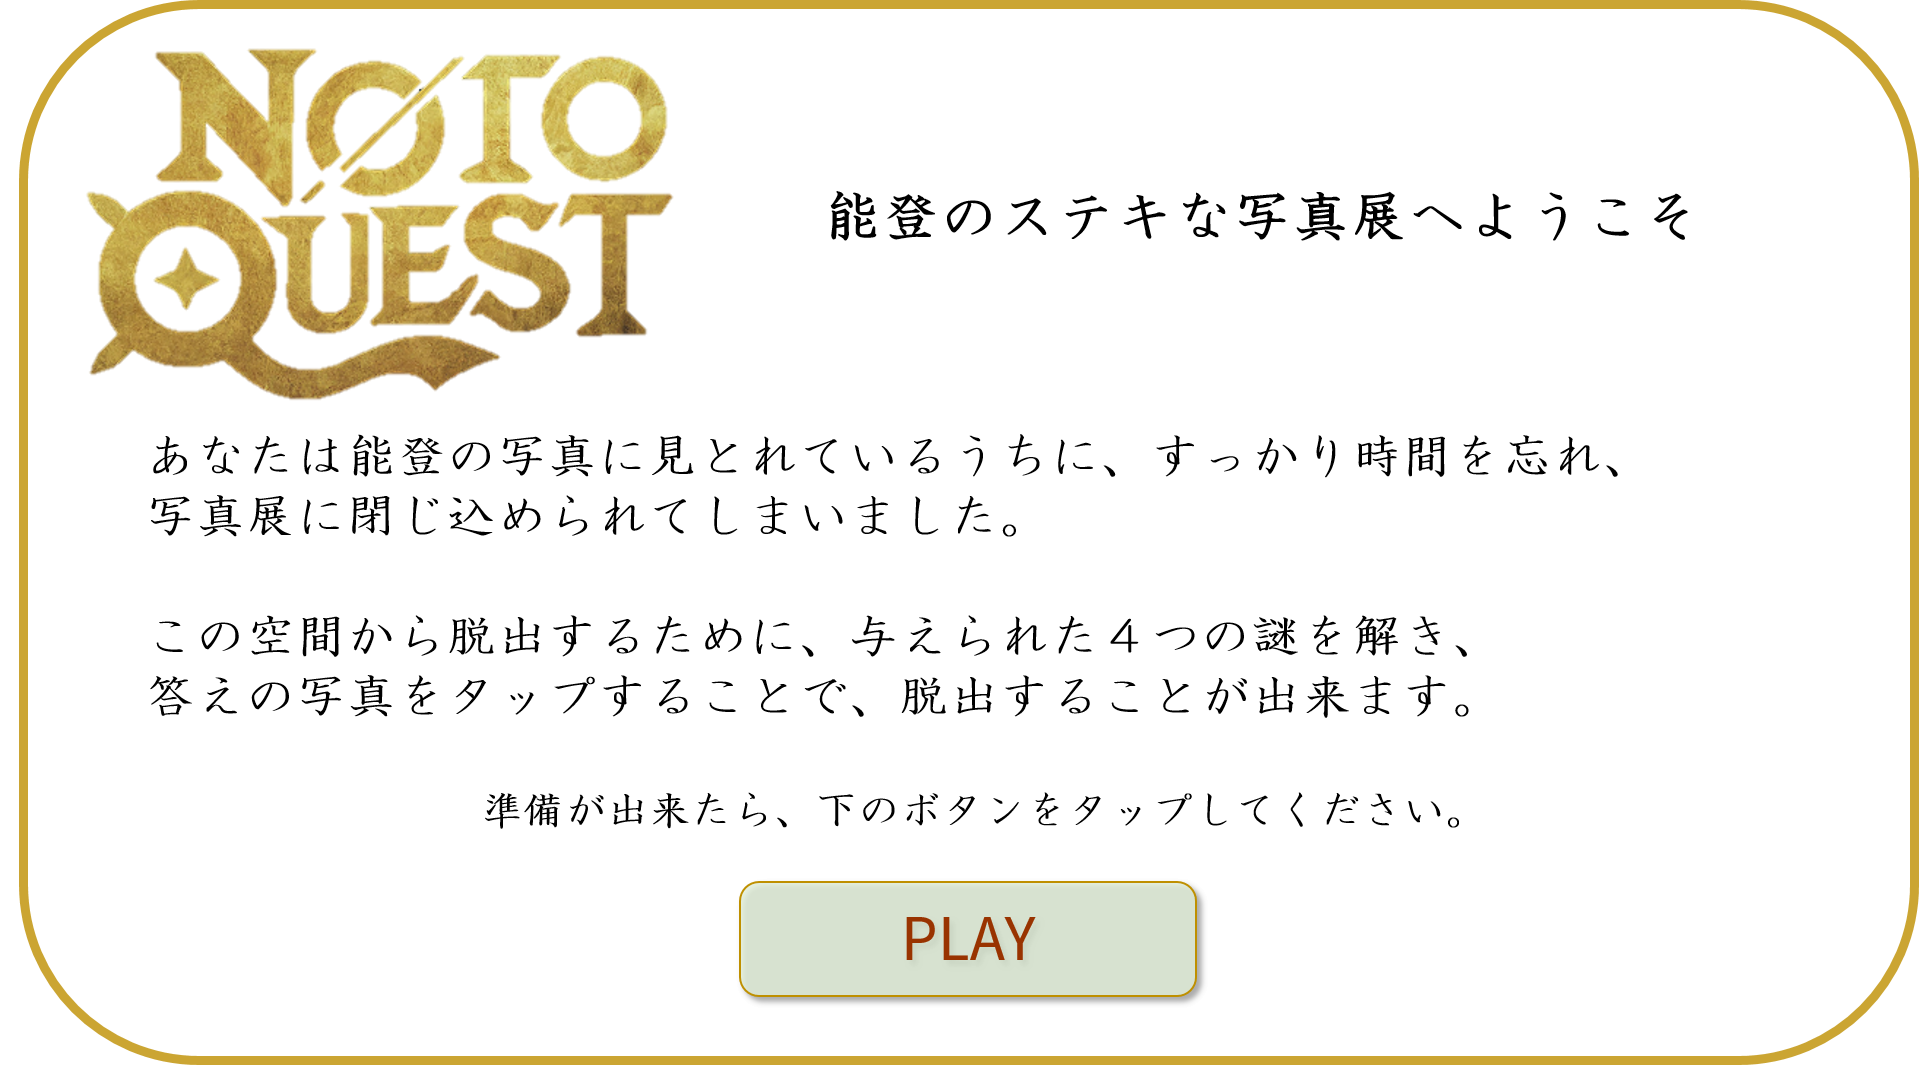 NOTO
QUEST
能登のステキな写真展へようこそ
あなたは能登の写真に見とれているうちに、すっかり時間を忘れ、
写真展に閉じ込められてしまいました。
この空間から脱出するために、与えられた４つの謎を解き、
答えの写真をタップすることで、脱出することが出来ます。
準備が出来たら、下のボタンをタップしてください。
PLAY